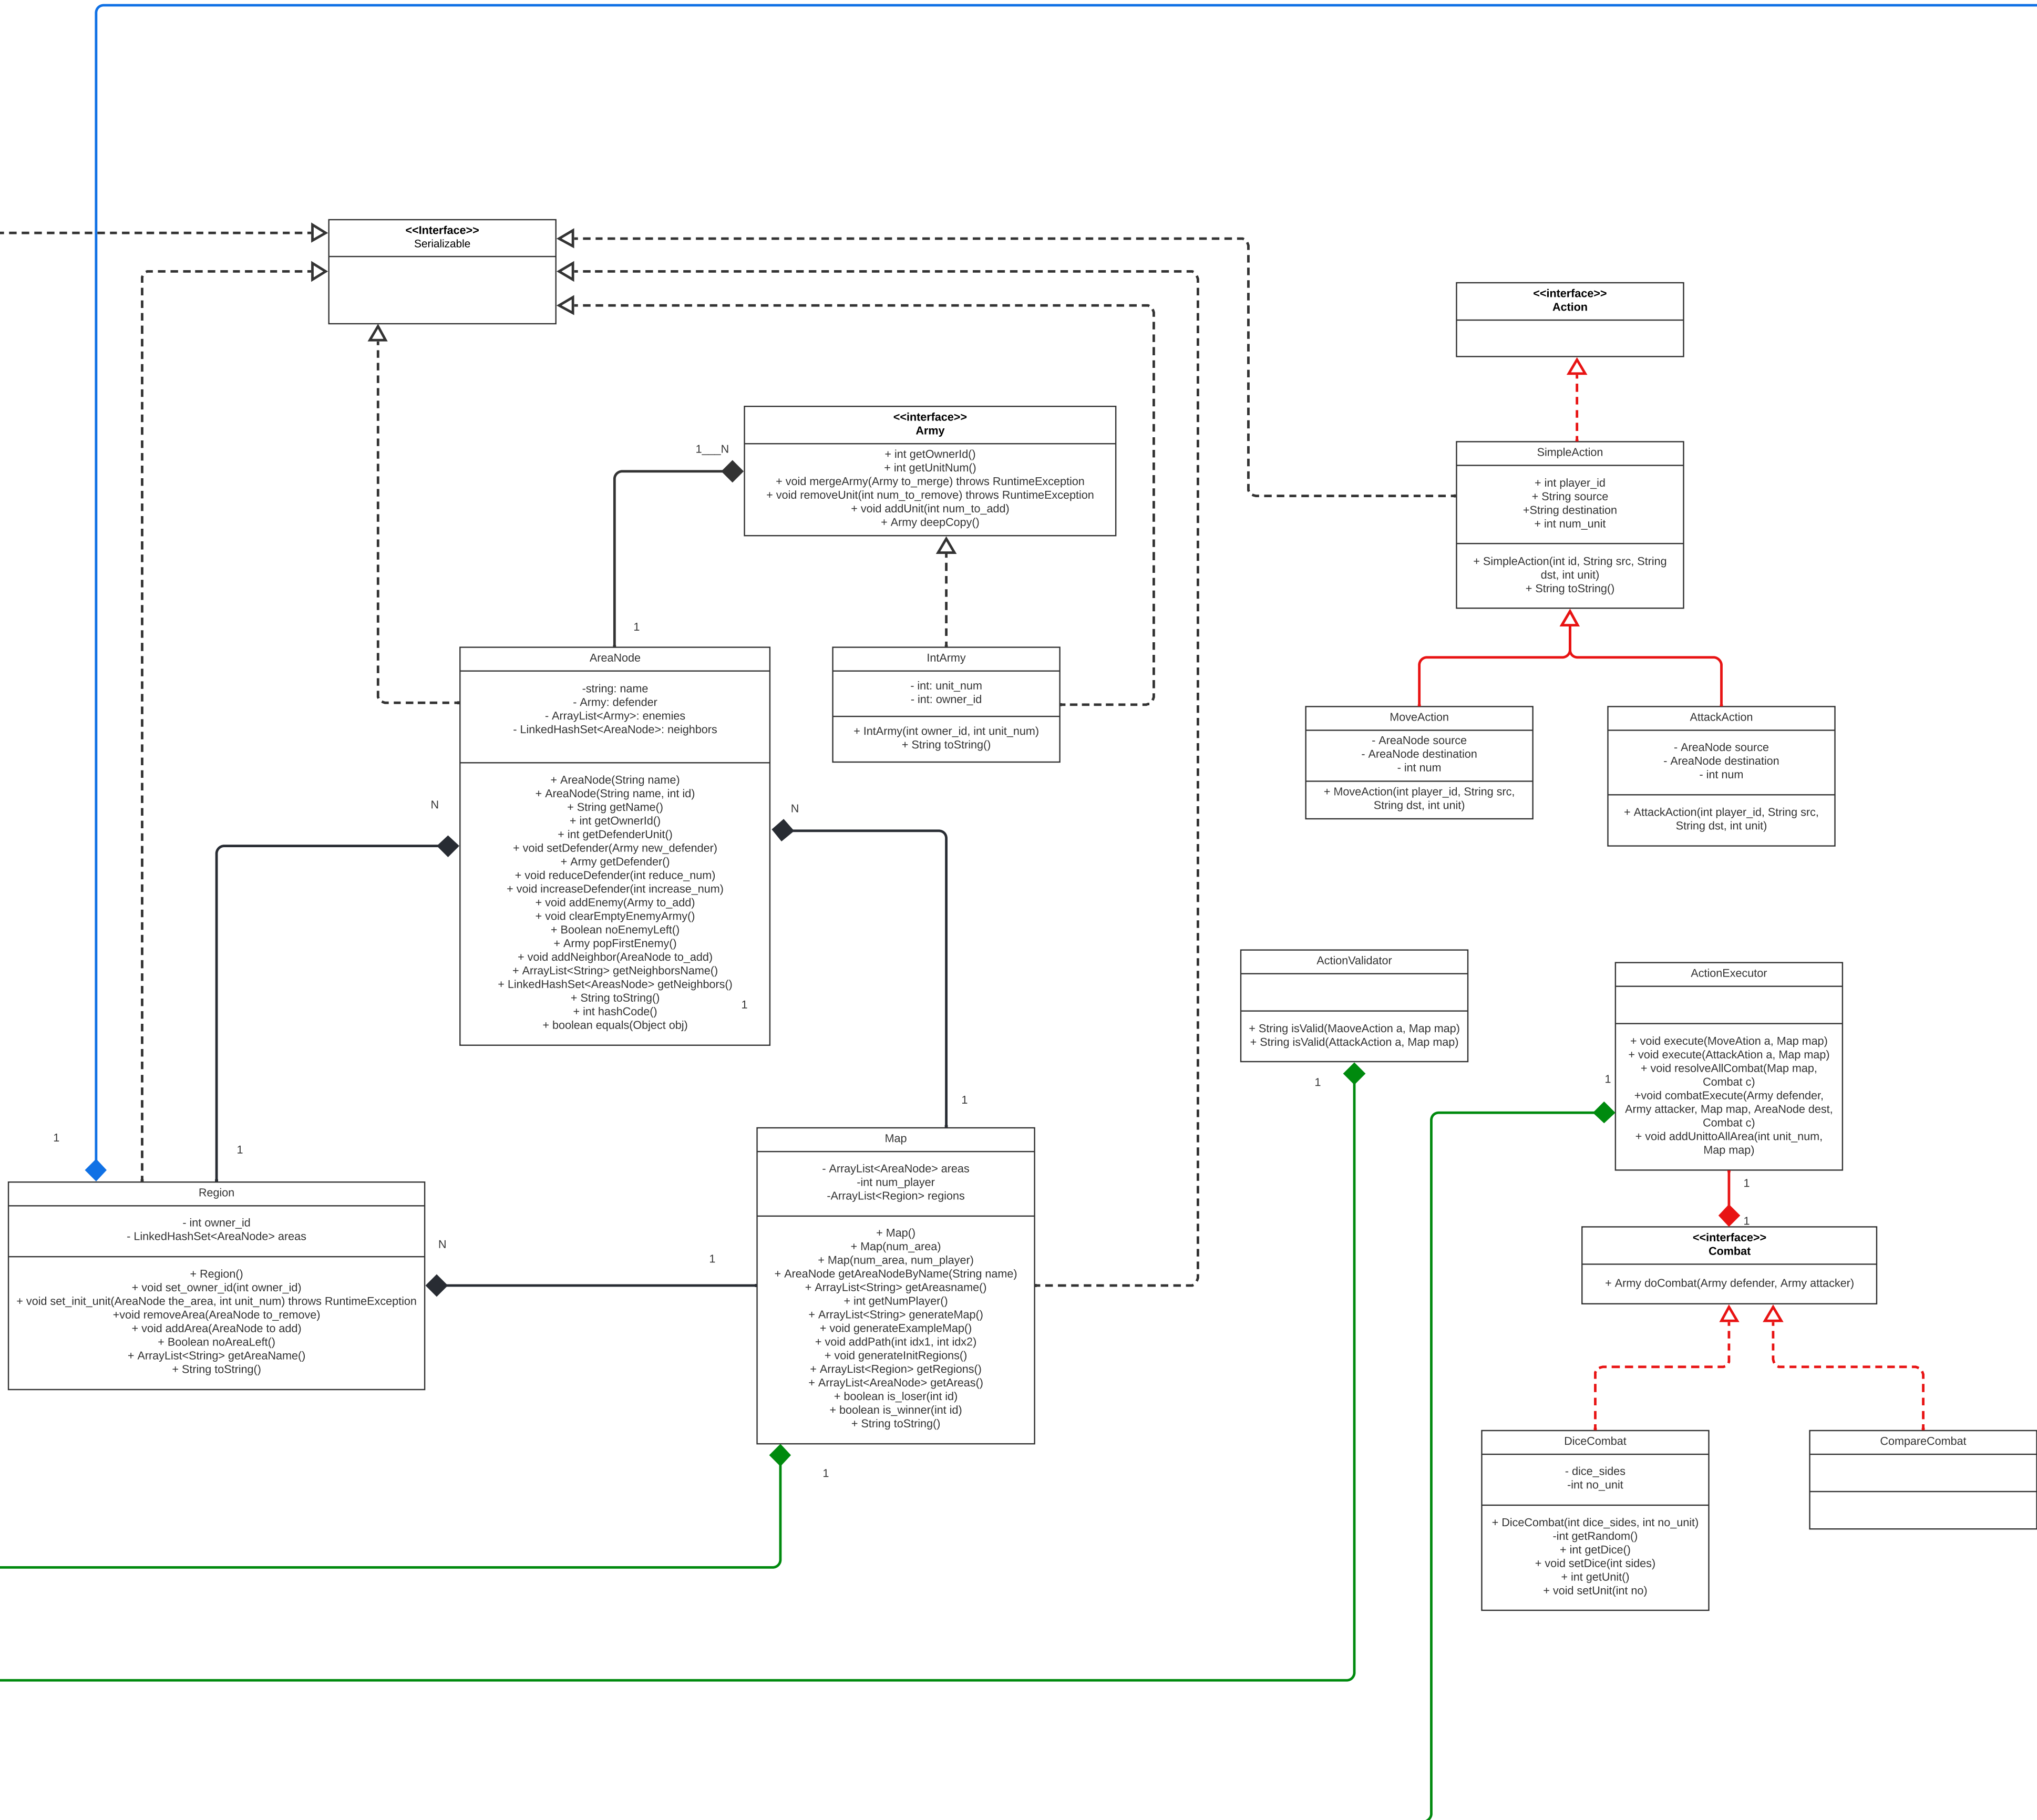 <<Interface>>
Serializable
<<interface>>
Action
<<interface>>
Army
+ int getOwnerId()
+ int getUnitNum()
+ void mergeArmy(Army to_merge) throws RuntimeException
+ void removeUnit(int num_to_remove) throws RuntimeException
+ void addUnit(int num_to_add)
+ Army deepCopy()
1___N
1
SimpleAction
+ int player_id
+ String source
+String destination
+ int num_unit
+ SimpleAction(int id, String src, String
dst, int unit)
+ String toString()
AreaNode
-string: name
- Army: defender
- ArrayList<Army>: enemies
- LinkedHashSet<AreaNode>: neighbors
+ AreaNode(String name)
+ AreaNode(String name, int id)
+ String getName()
+ int getOwnerId()
+ int getDefenderUnit()
+ void setDefender(Army new_defender)
+ Army getDefender()
+ void reduceDefender(int reduce_num)
+ void increaseDefender(int increase_num)
+ void addEnemy(Army to_add)
+ void clearEmptyEnemyArmy()
+ Boolean noEnemyLeft()
+ Army popFirstEnemy()
+ void addNeighbor(AreaNode to_add)
+ ArrayList<String> getNeighborsName()
+ LinkedHashSet<AreasNode> getNeighbors()
+ String toString()
+ int hashCode()
+ boolean equals(Object obj)
1
N
N
IntArmy
- int: unit_num
- int: owner_id
+ IntArmy(int owner_id, int unit_num)
+ String toString()
MoveAction
- AreaNode source
- AreaNode destination
- int num
+ MoveAction(int player_id, String src,
String dst, int unit)
AttackAction
- AreaNode source
- AreaNode destination
- int num
+ AttackAction(int player_id, String src,
String dst, int unit)
ActionValidator
+ String isValid(MaoveAction a, Map map)
+ String isValid(AttackAction a, Map map)
1
ActionExecutor
+ void execute(MoveAtion a, Map map)
+ void execute(AttackAtion a, Map map)
+ void resolveAllCombat(Map map,
Combat c)
+void combatExecute(Army defender,
Army attacker, Map map, AreaNode dest,
Combat c)
+ void addUnittoAllArea(int unit_num,
Map map)
1
1
1
1
1
1
Region
- int owner_id
- LinkedHashSet<AreaNode> areas
+ Region()
+ void set_owner_id(int owner_id)
+ void set_init_unit(AreaNode the_area, int unit_num) throws RuntimeException
+void removeArea(AreaNode to_remove)
+ void addArea(AreaNode to add)
+ Boolean noAreaLeft()
+ ArrayList<String> getAreaName()
+ String toString()
N
1
Map
- ArrayList<AreaNode> areas
-int num_player
-ArrayList<Region> regions
+ Map()
+ Map(num_area)
+ Map(num_area, num_player)
+ AreaNode getAreaNodeByName(String name)
+ ArrayList<String> getAreasname()
+ int getNumPlayer()
+ ArrayList<String> generateMap()
+ void generateExampleMap()
+ void addPath(int idx1, int idx2)
+ void generateInitRegions()
+ ArrayList<Region> getRegions()
+ ArrayList<AreaNode> getAreas()
+ boolean is_loser(int id)
+ boolean is_winner(int id)
+ String toString()
1
<<interface>>
Combat
+ Army doCombat(Army defender, Army attacker)
DiceCombat
- dice_sides
-int no_unit
+ DiceCombat(int dice_sides, int no_unit)
-int getRandom()
+ int getDice()
+ void setDice(int sides)
+ int getUnit()
+ void setUnit(int no)
CompareCombat